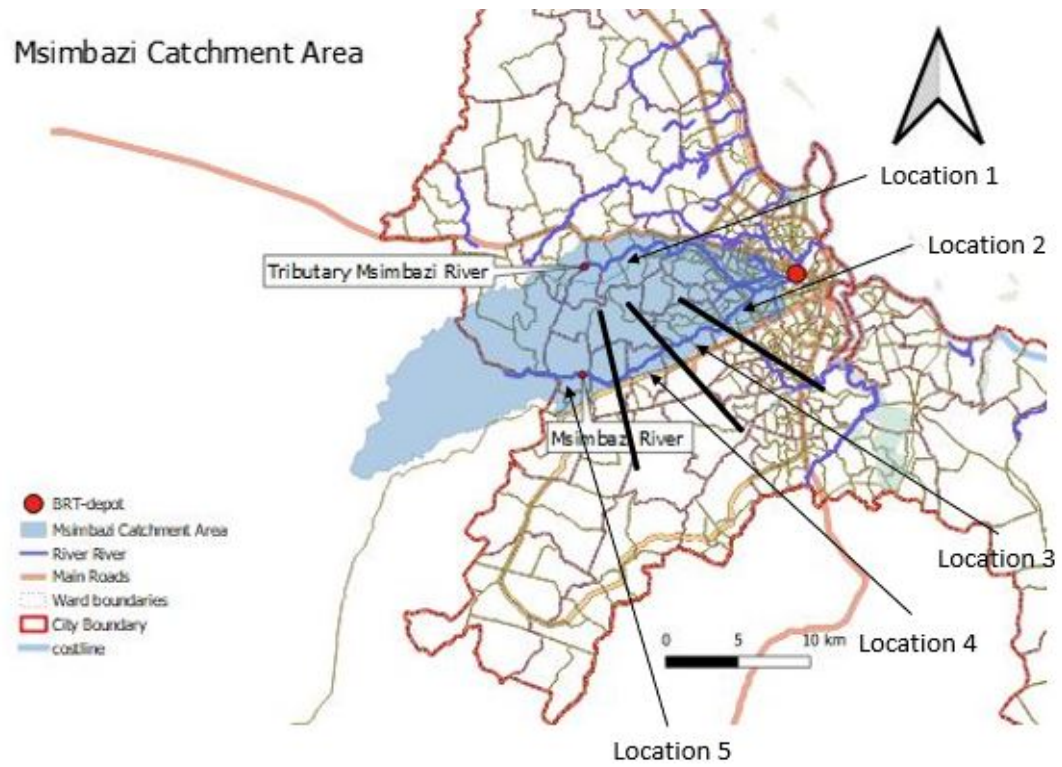 Msimbazi Catchment Area
Location 1
Location 2
Tributary Msimbazi River
Msimbazi River
BRT-depot
Msimbazi Catchment Area
River River
Main Roads
Ward boundaries
City Boundary
costline
Location 3
0 5 10 km
Location 4
Location 5